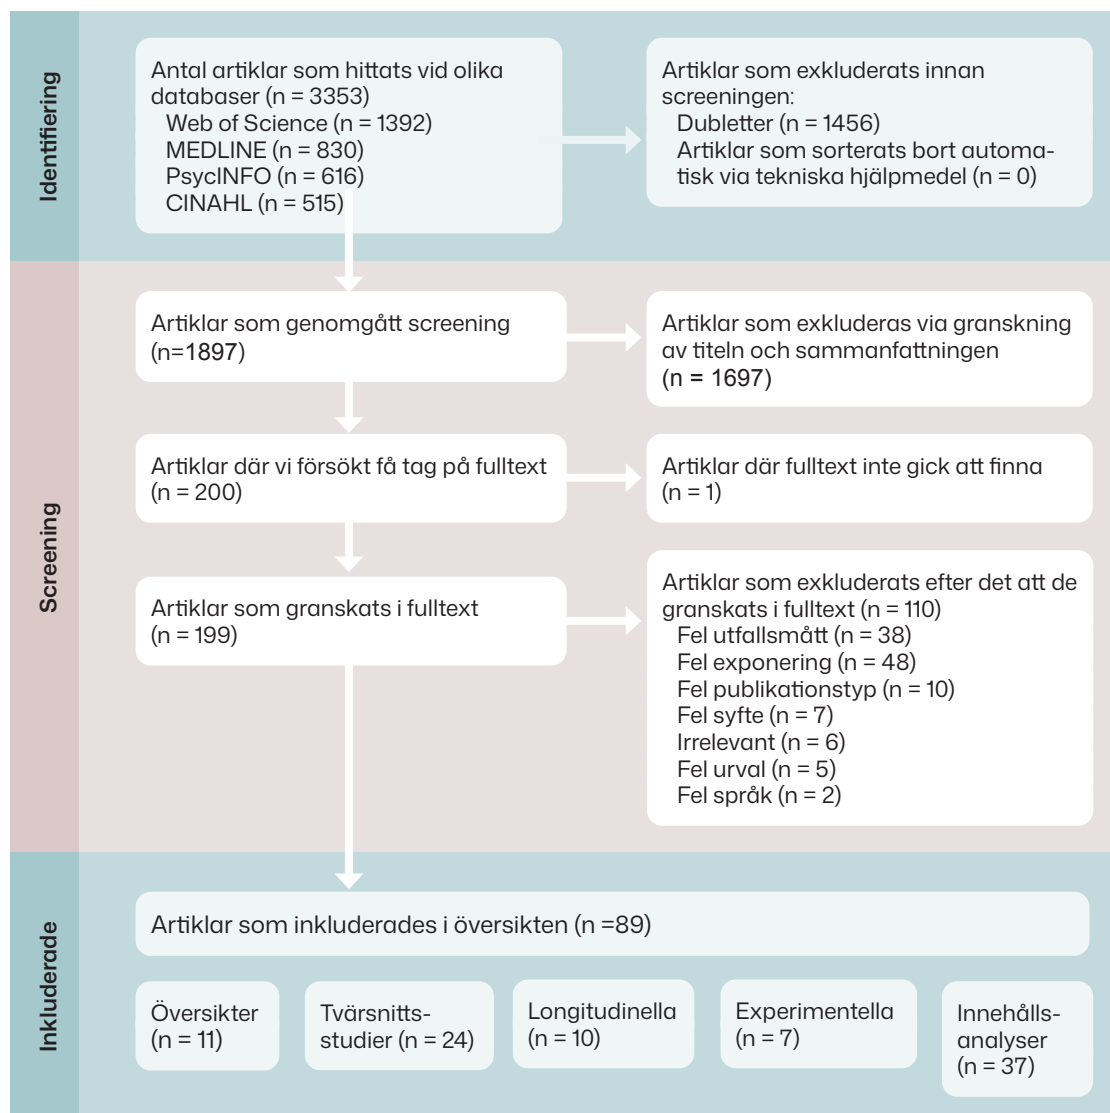 Identifiering
Antal artiklar som hittats vid olika
databaser (n = 3353)
Web of Science (n = 1392)
MEDLINE (n = 830)
PsycINFO (n = 616)
CINAHL (n = 515)
Artiklar som exkluderats innan
screeningen:
Dubletter (n = 1456)
Artiklar som sorterats bort automa-
tisk via tekniska hjälpmedel (n = 0)
Screening
Artiklar som genomgått screening
(n=1897)
Artiklar som exkluderas via granskning
av titeln och sammanfattningen
(n = 1697)
Artiklar där vi försökt få tag på fulltext
(n = 200)
Artiklar där fulltext inte gick att finna
(n = 1)
Artiklar som granskats i fulltext
(n = 199)
Artiklar som exkluderats efter det att de
granskats i fulltext (n = 110)
Fel utfallsmått (n = 38)
Fel exponering (n = 48)
Fel publikationstyp (n = 10)
Fel syfte (n = 7)
Irrelevant (n = 6)
Fel urval (n = 5)
Fel språk (n = 2)
Inkluderade
Artiklar som inkluderades i översikten (n =89)
Översikter
(n = 11)
Tvärsnitts-
studier (n = 24)
Longitudinella
(n = 10)
Experimentella
(n = 7)
Innehålls-
analyser
(n = 37)